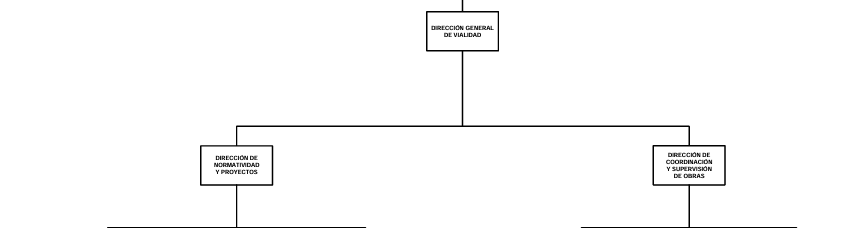 DIRECCIÓN GENERAL
DE VIALIDAD
DIRECCIÓN DE
NORMATIVIDAD
Y PROYECTOS
DIRECCIÓN DE
COORDINACIÓN
Y SUPERVISIÓN
DE OBRAS